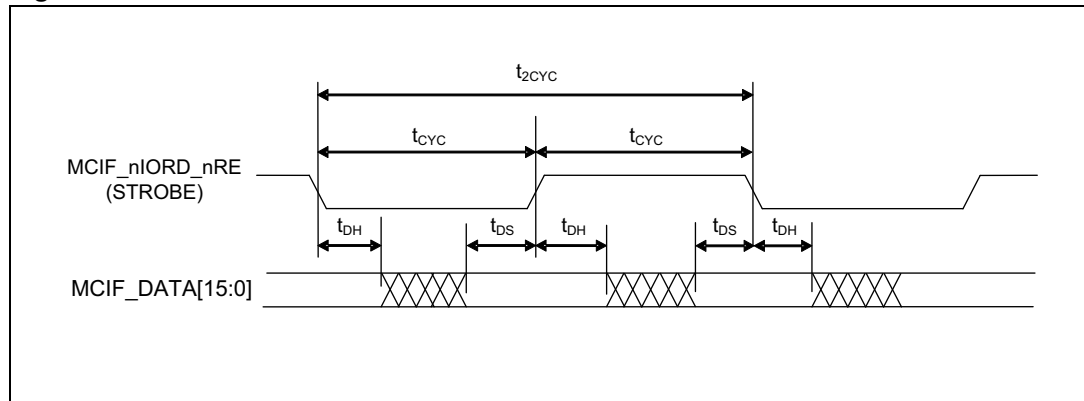 t2CYC
tCYC tCYC
MCIF_nIORD_nRE
(STROBE)
tDH tDS tDH tDS tDH
MCIF_DATA[15:0]